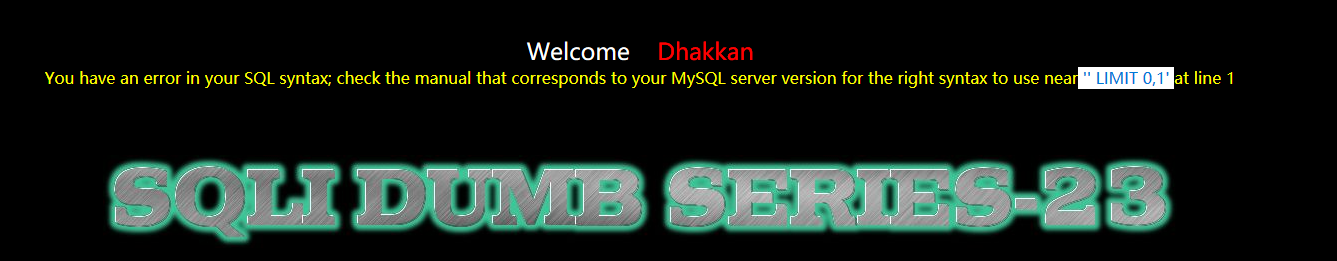 Welcome Dhakkan
You have an error in your SQL syntax; check the manual that corresponds to your MySQL server version for the right syntax to use near '' LIMIT 0,1' at line 1
SQLI DUMB SERIES-23